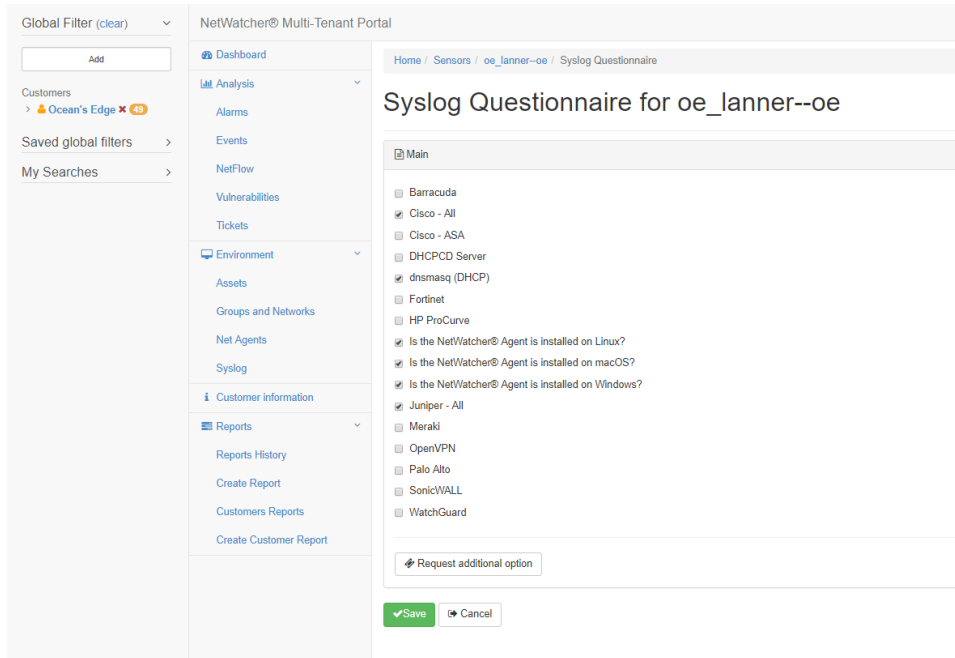 Global Filter (clear)
Add
Customers
Ocean's Edge 49
Saved global filters
My Searches
NetWatcher® Multi-Tenant Portal
Dashboard
Analysis
Alarms
Events
NetFlow
Vulnerabilities
Tickets
Environment
Assets
Groups and Networks
Net Agents
Syslog
Customer information
Reports
Reports History
Create Report
Customers Reports
Create Customer Report
Home / Sensors / oe_lanner--oe / Syslog Questionnaire
Syslog Questionnaire for oe_lanner--oe
Main
Barracuda
Cisco - All
Cisco - ASA
DHCPCD Server
dnsmasq (DHCP)
Fortinet
HP ProCurve
Is the NetWatcher® Agent is installed on Linux?
Is the NetWatcher® Agent is installed on macOS?
Is the NetWatcher® Agent is installed on Windows?
Juniper - All
Meraki
OpenVPN
Palo Alto
SonicWALL
WatchGuard
Request additional option
Save
Cancel